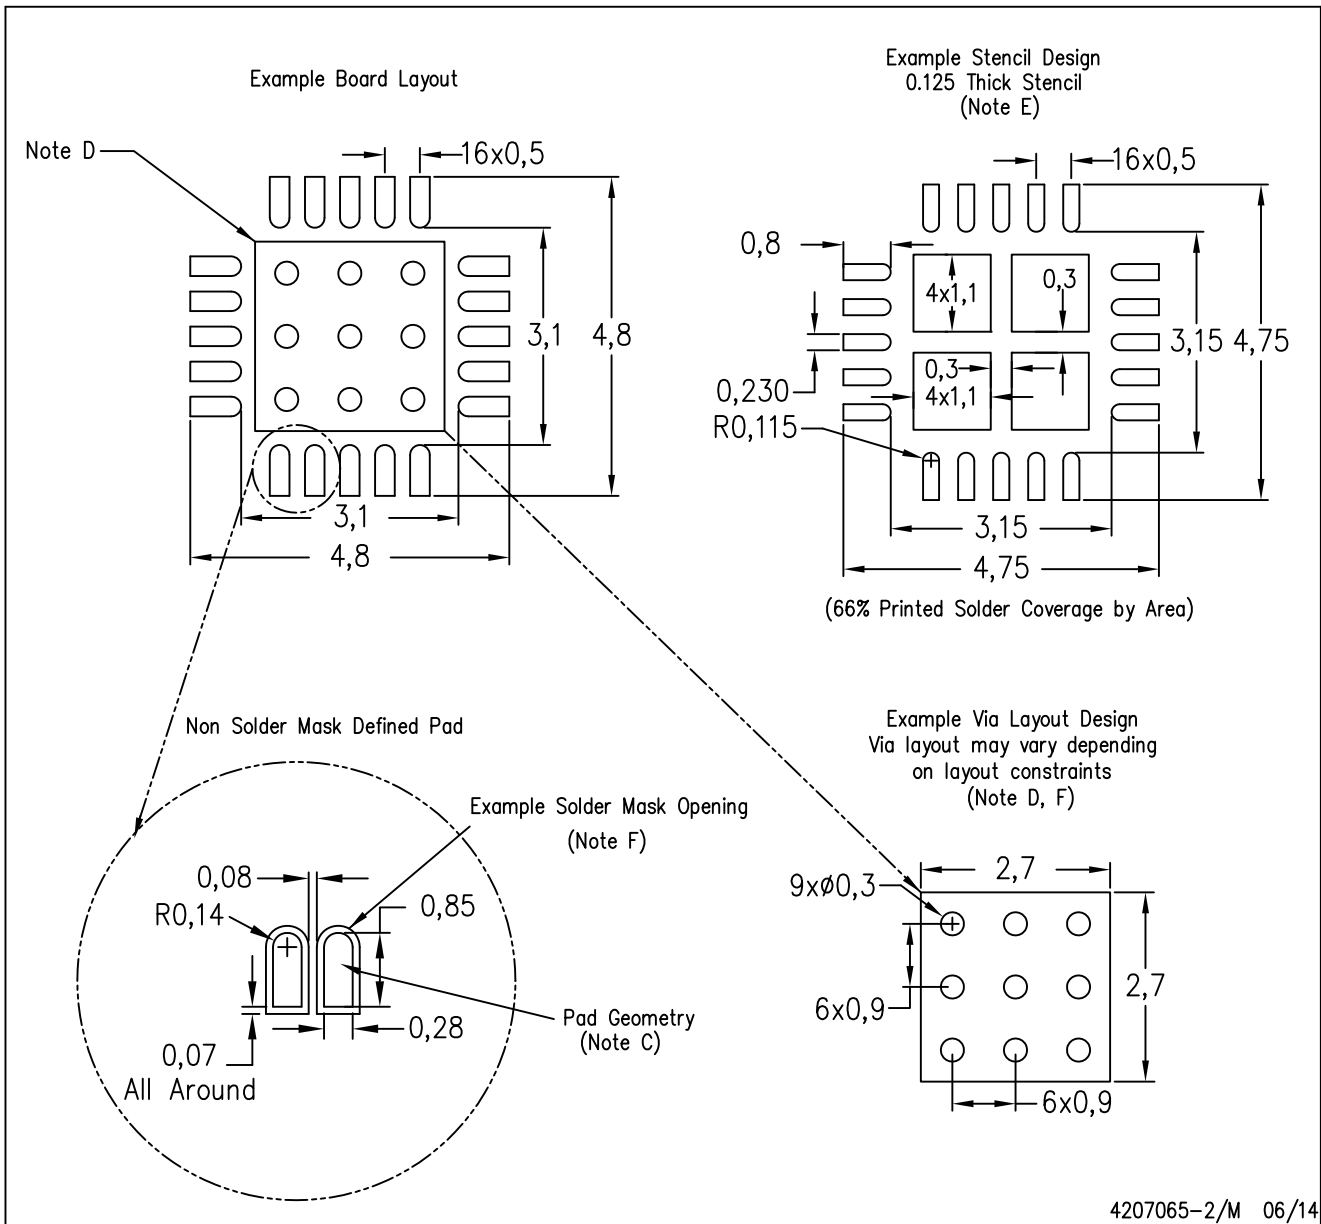 Example Board Layout
Note D
16x0,5
3,1
4,8
3,1
4,8
Example Stencil Design
0.125 Thick Stencil
(Note E)
16x0,5
0,8
4x1,1
0,3
3,15
4,75
0,3
4x1,1
0,230
R0,115
3,15
4,75
(66% Printed Solder Coverage by Area)
Non Solder Mask Defined Pad
Example Solder Mask Opening
(Note F)
0,08
R0,14
0,85
0,28
Pad Geometry
(Note C)
0,07
All Around
Example Via Layout Design
Via layout may vary depending
on layout constraints
(Note D, F)
2,7
9xø0,3
6x0,9
2,7
6x0,9
4207065-2/M 06/14